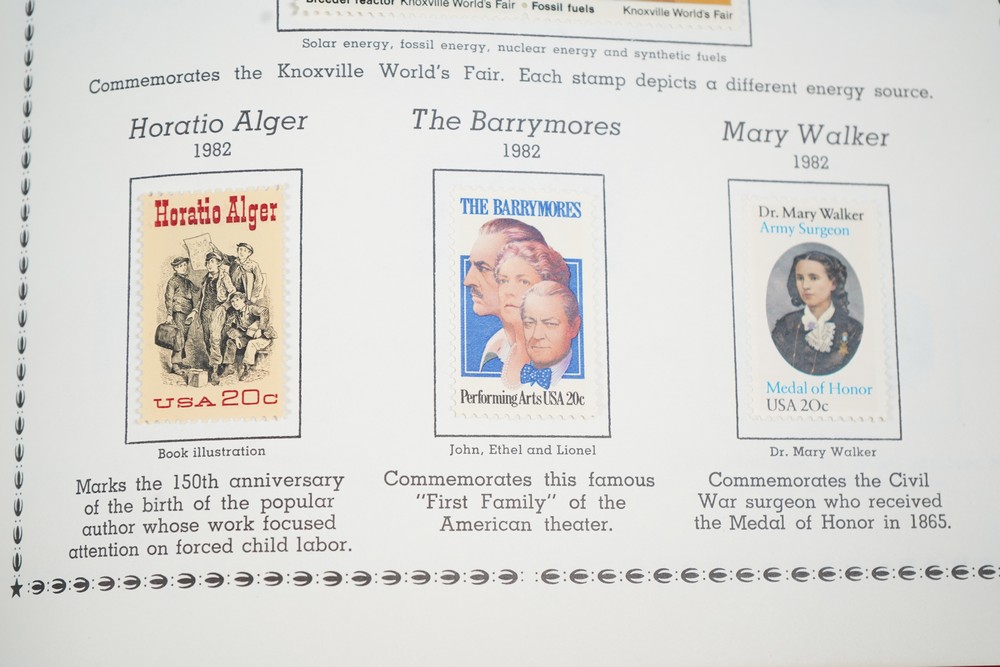 Breeder reactor Knoxville World's Fair Fossil fuels Knoxville World's Fair
Solar energy, fossil energy, nuclear energy and synthetic fuels
Commemorates the Knoxville World's Fair. Each stamp depicts a different energy source.
Horatio Alger
1982
Horatio Alger
USA 20c
Book illustration
Marks the 150th anniversary
of the birth of the popular
author whose work focused
attention on forced child labor.
The Barrymores
1982
THE BARRYMORES
Performing Arts USA 20c
John, Ethel and Lionel
Commemorates this famous
"First Family" of the
American theater.
Mary Walker
1982
Dr. Mary Walker
Army Surgeon
Medal of Honor
USA 20c
Dr. Mary Walker
Commemorates the Civil
War surgeon who received
the Medal of Honor in 1865.